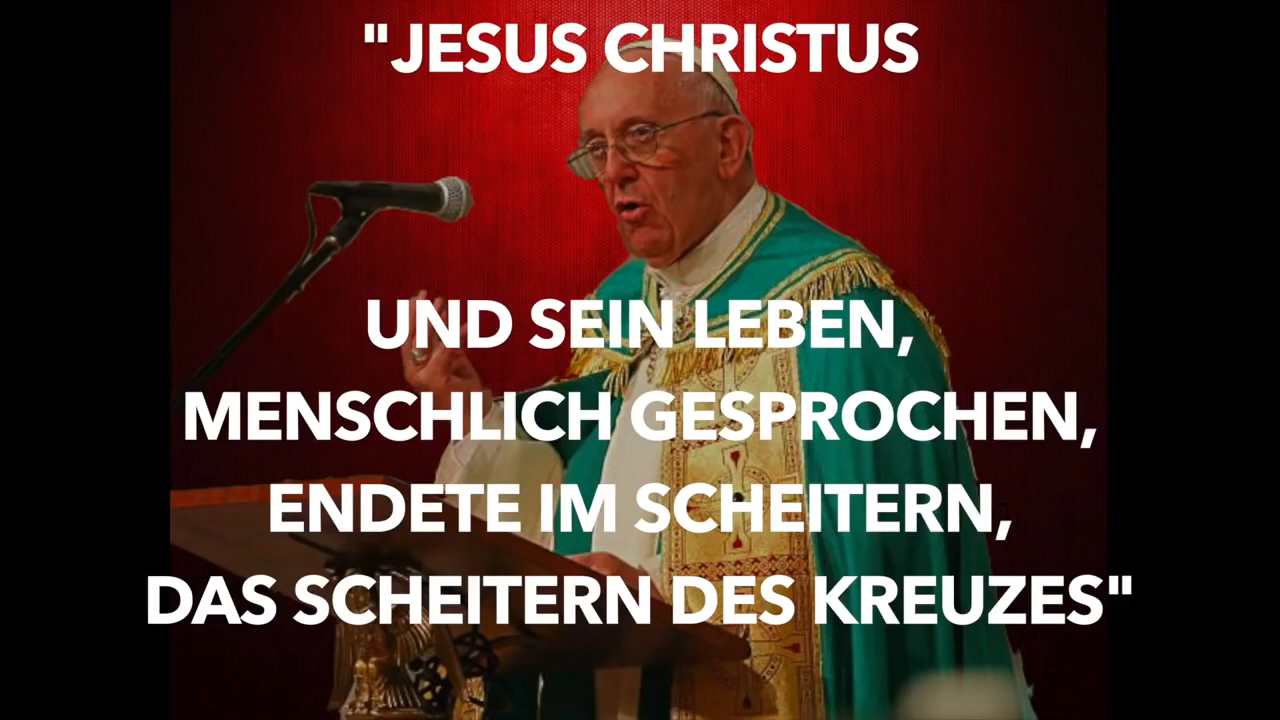 "JESUS CHRISTUS
UND SEIN LEBEN,
MENSCHLICH GESPROCHEN,
ENDETE IM SCHEITERN,
DAS SCHEITERN DES KREUZES"